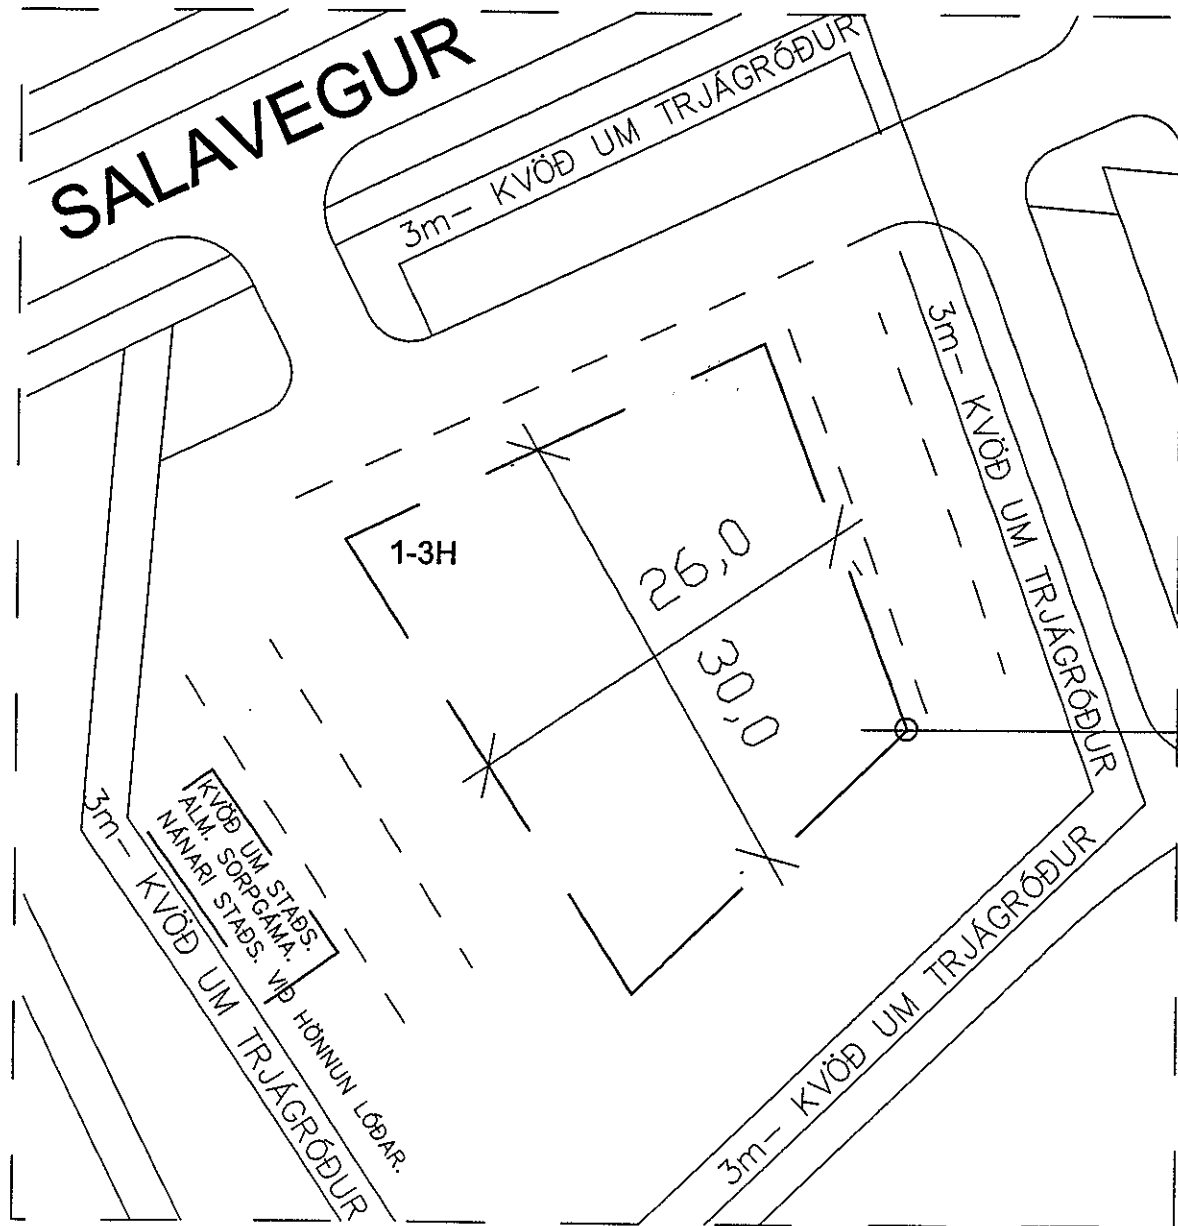 SALAVEGUR
3m- KVÖÐ UM TRJÁGRÓÐUR
3m- KVÖÐ UM TRJÁGRÓÐUR
1-3H
26,0
30,0
KVÖÐ UM STAÐS.
ALM. SORPGÁMA.
NÁNARI STAÐS. VIÐ HÖNNUN LÓÐAR.
3m- KVÖÐ UM TRJÁGRÓÐUR
3m- KVÖÐ UM TRJÁGRÓÐUR